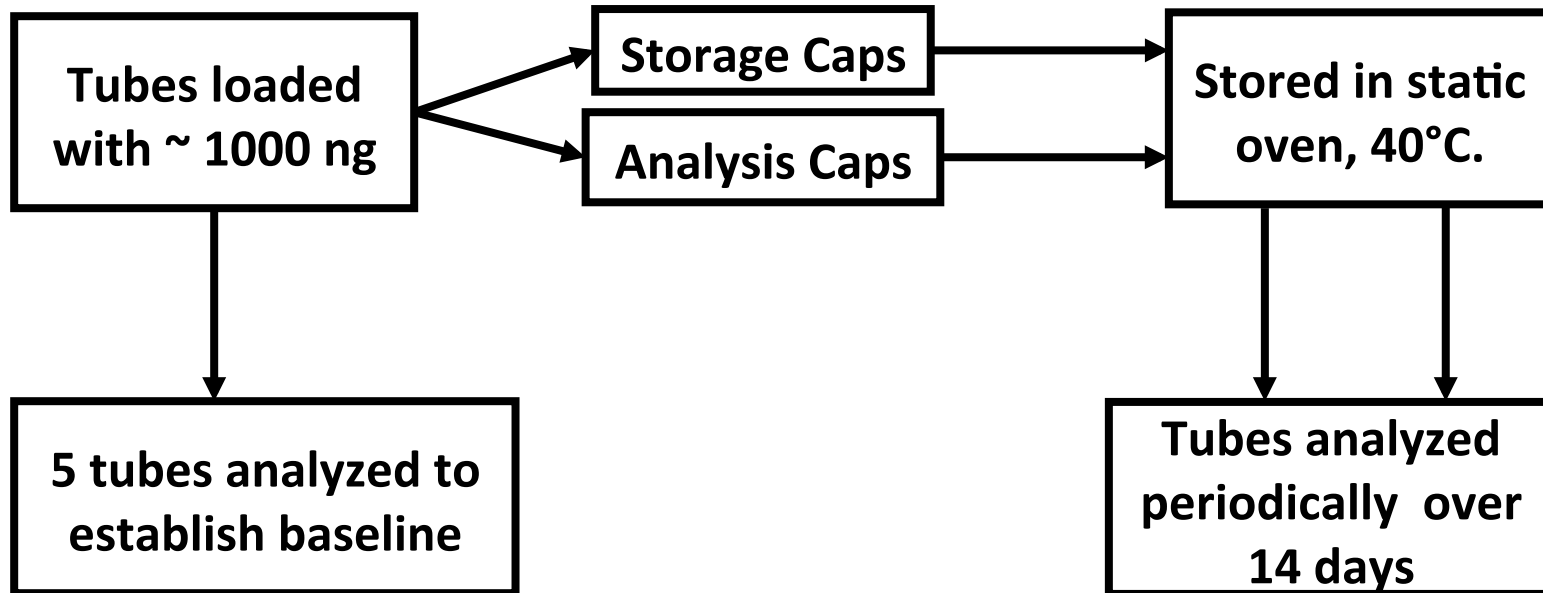 Tubes loaded
with ~ 1000 ng
Storage Caps
Analysis Caps
Stored in static
oven, 40°C.
5 tubes analyzed to
establish baseline
Tubes analyzed
periodically over
14 days